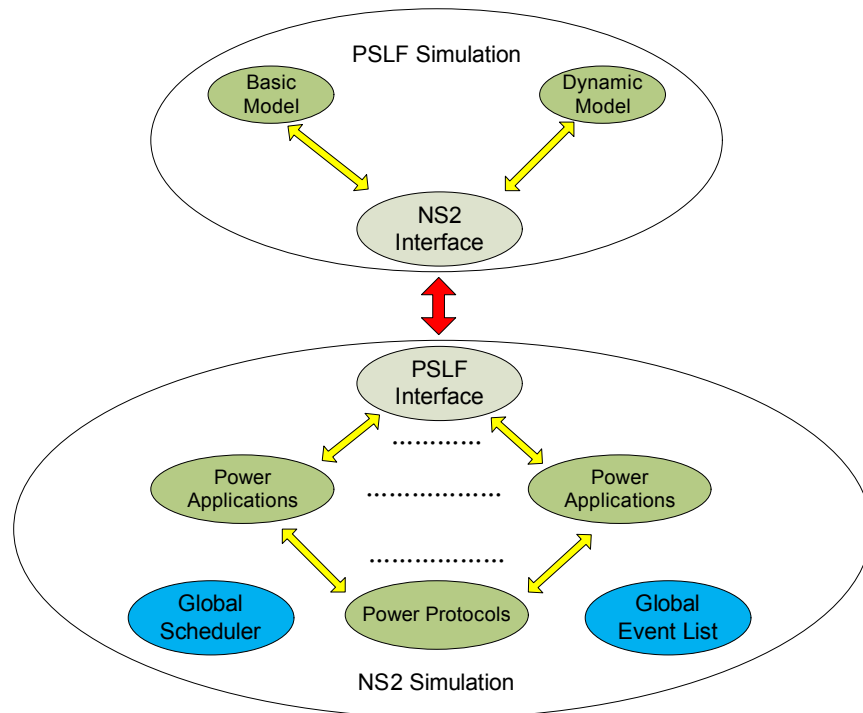 PSLF Simulation
Basic
Model
Dynamic
Model
NS2
Interface
PSLF
Interface
…………
Power
Applications
………………
Power
Applications
………………
Global
Scheduler
Power Protocols
Global
Event List
NS2 Simulation